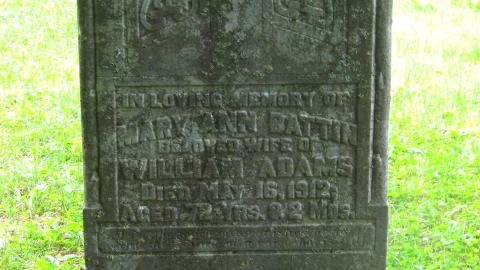 IN LOVING MEMORY OF
MARY ANN BATTIN
BELOVED WIFE OF
WILLIAM ADAMS
DIED MAY 16, 1912,
AGED 72 YRS. & 2 MOS.